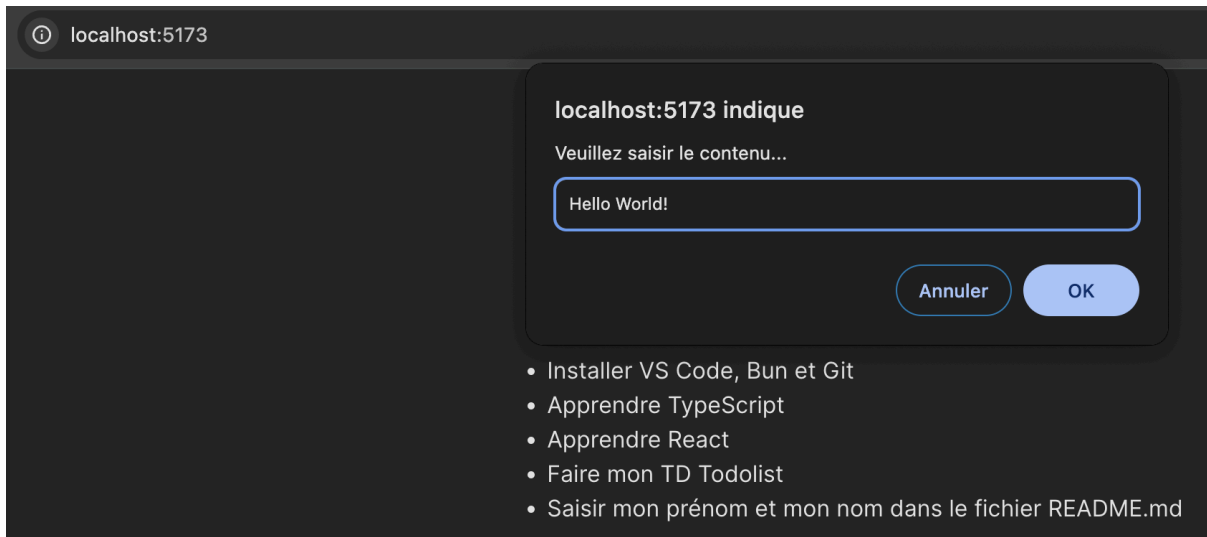 localhost:5173
localhost:5173 indique
Veuillez saisir le contenu...
Hello World!
Annuler
OK
• Installer VS Code, Bun et Git
• Apprendre TypeScript
• Apprendre React
• Faire mon TD Todolist
• Saisir mon prénom et mon nom dans le fichier README.md